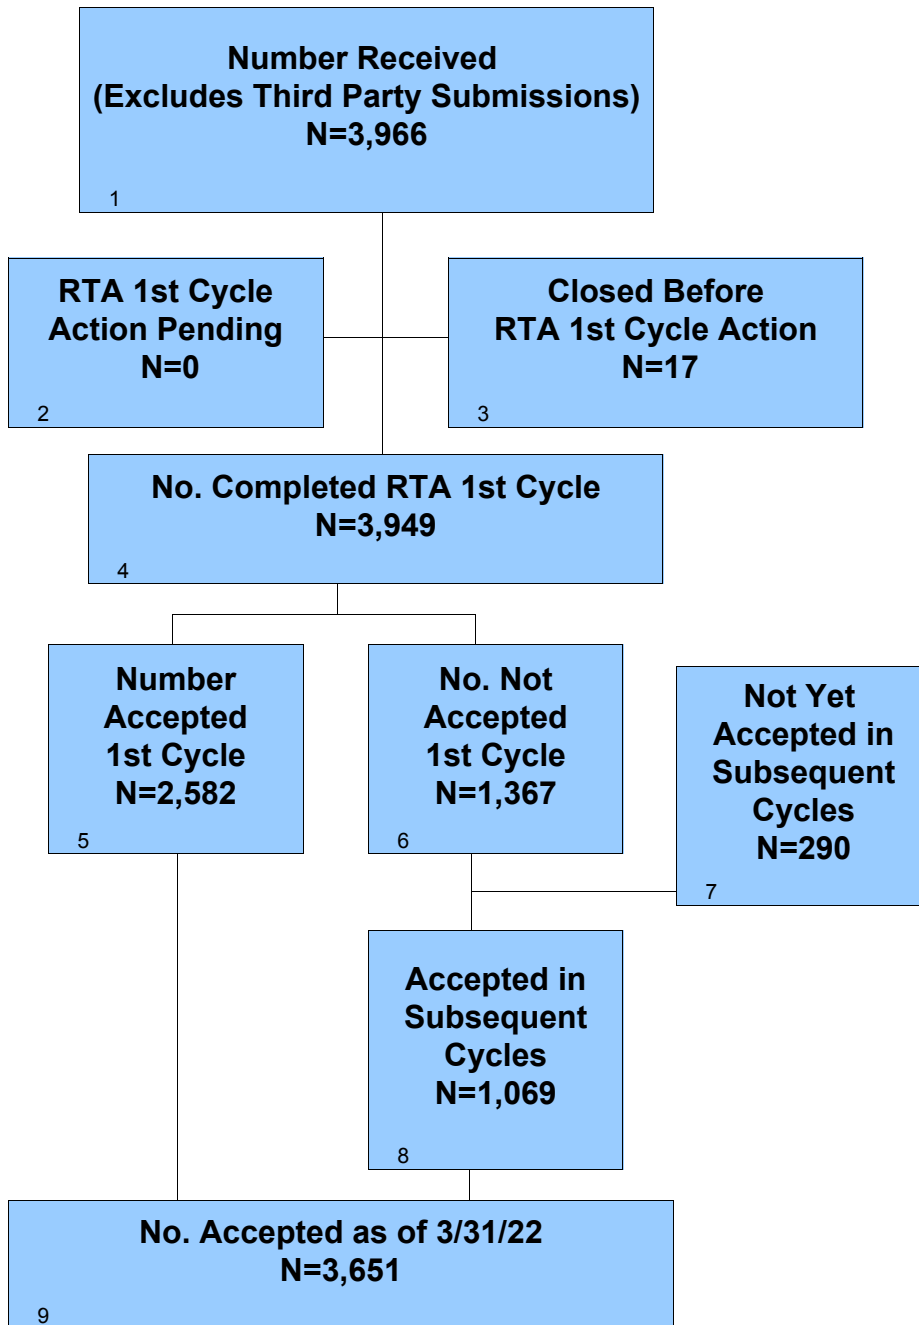 Number Received
(Excludes Third Party Submissions)
N=3,966
1
RTA 1st Cycle
Action Pending
N=0
2
Closed Before
RTA 1st Cycle Action
N=17
3
No. Completed RTA 1st Cycle
N=3,949
4
Number
Accepted
1st Cycle
N=2,582
5
No. Not
Accepted
1st Cycle
N=1,367
6
Not Yet
Accepted in
Subsequent
Cycles
N=290
7
Accepted in
Subsequent
Cycles
N=1,069
8
No. Accepted as of 3/31/22
N=3,651
9